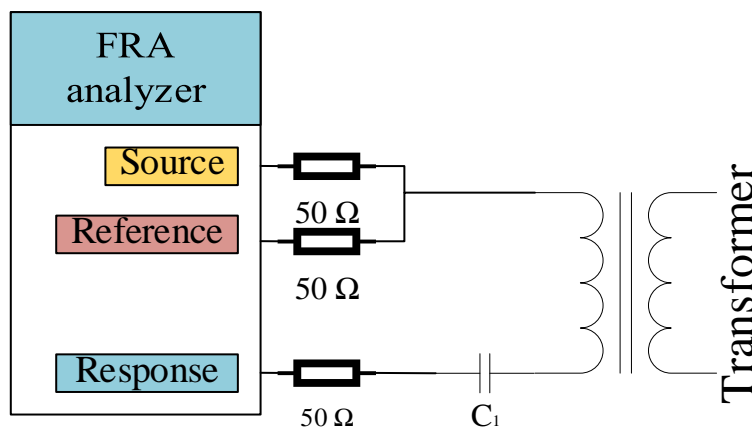 FRA
analyzer
Source
50 Ω
Reference
50 Ω
Response
50 Ω
C₁
Transformer